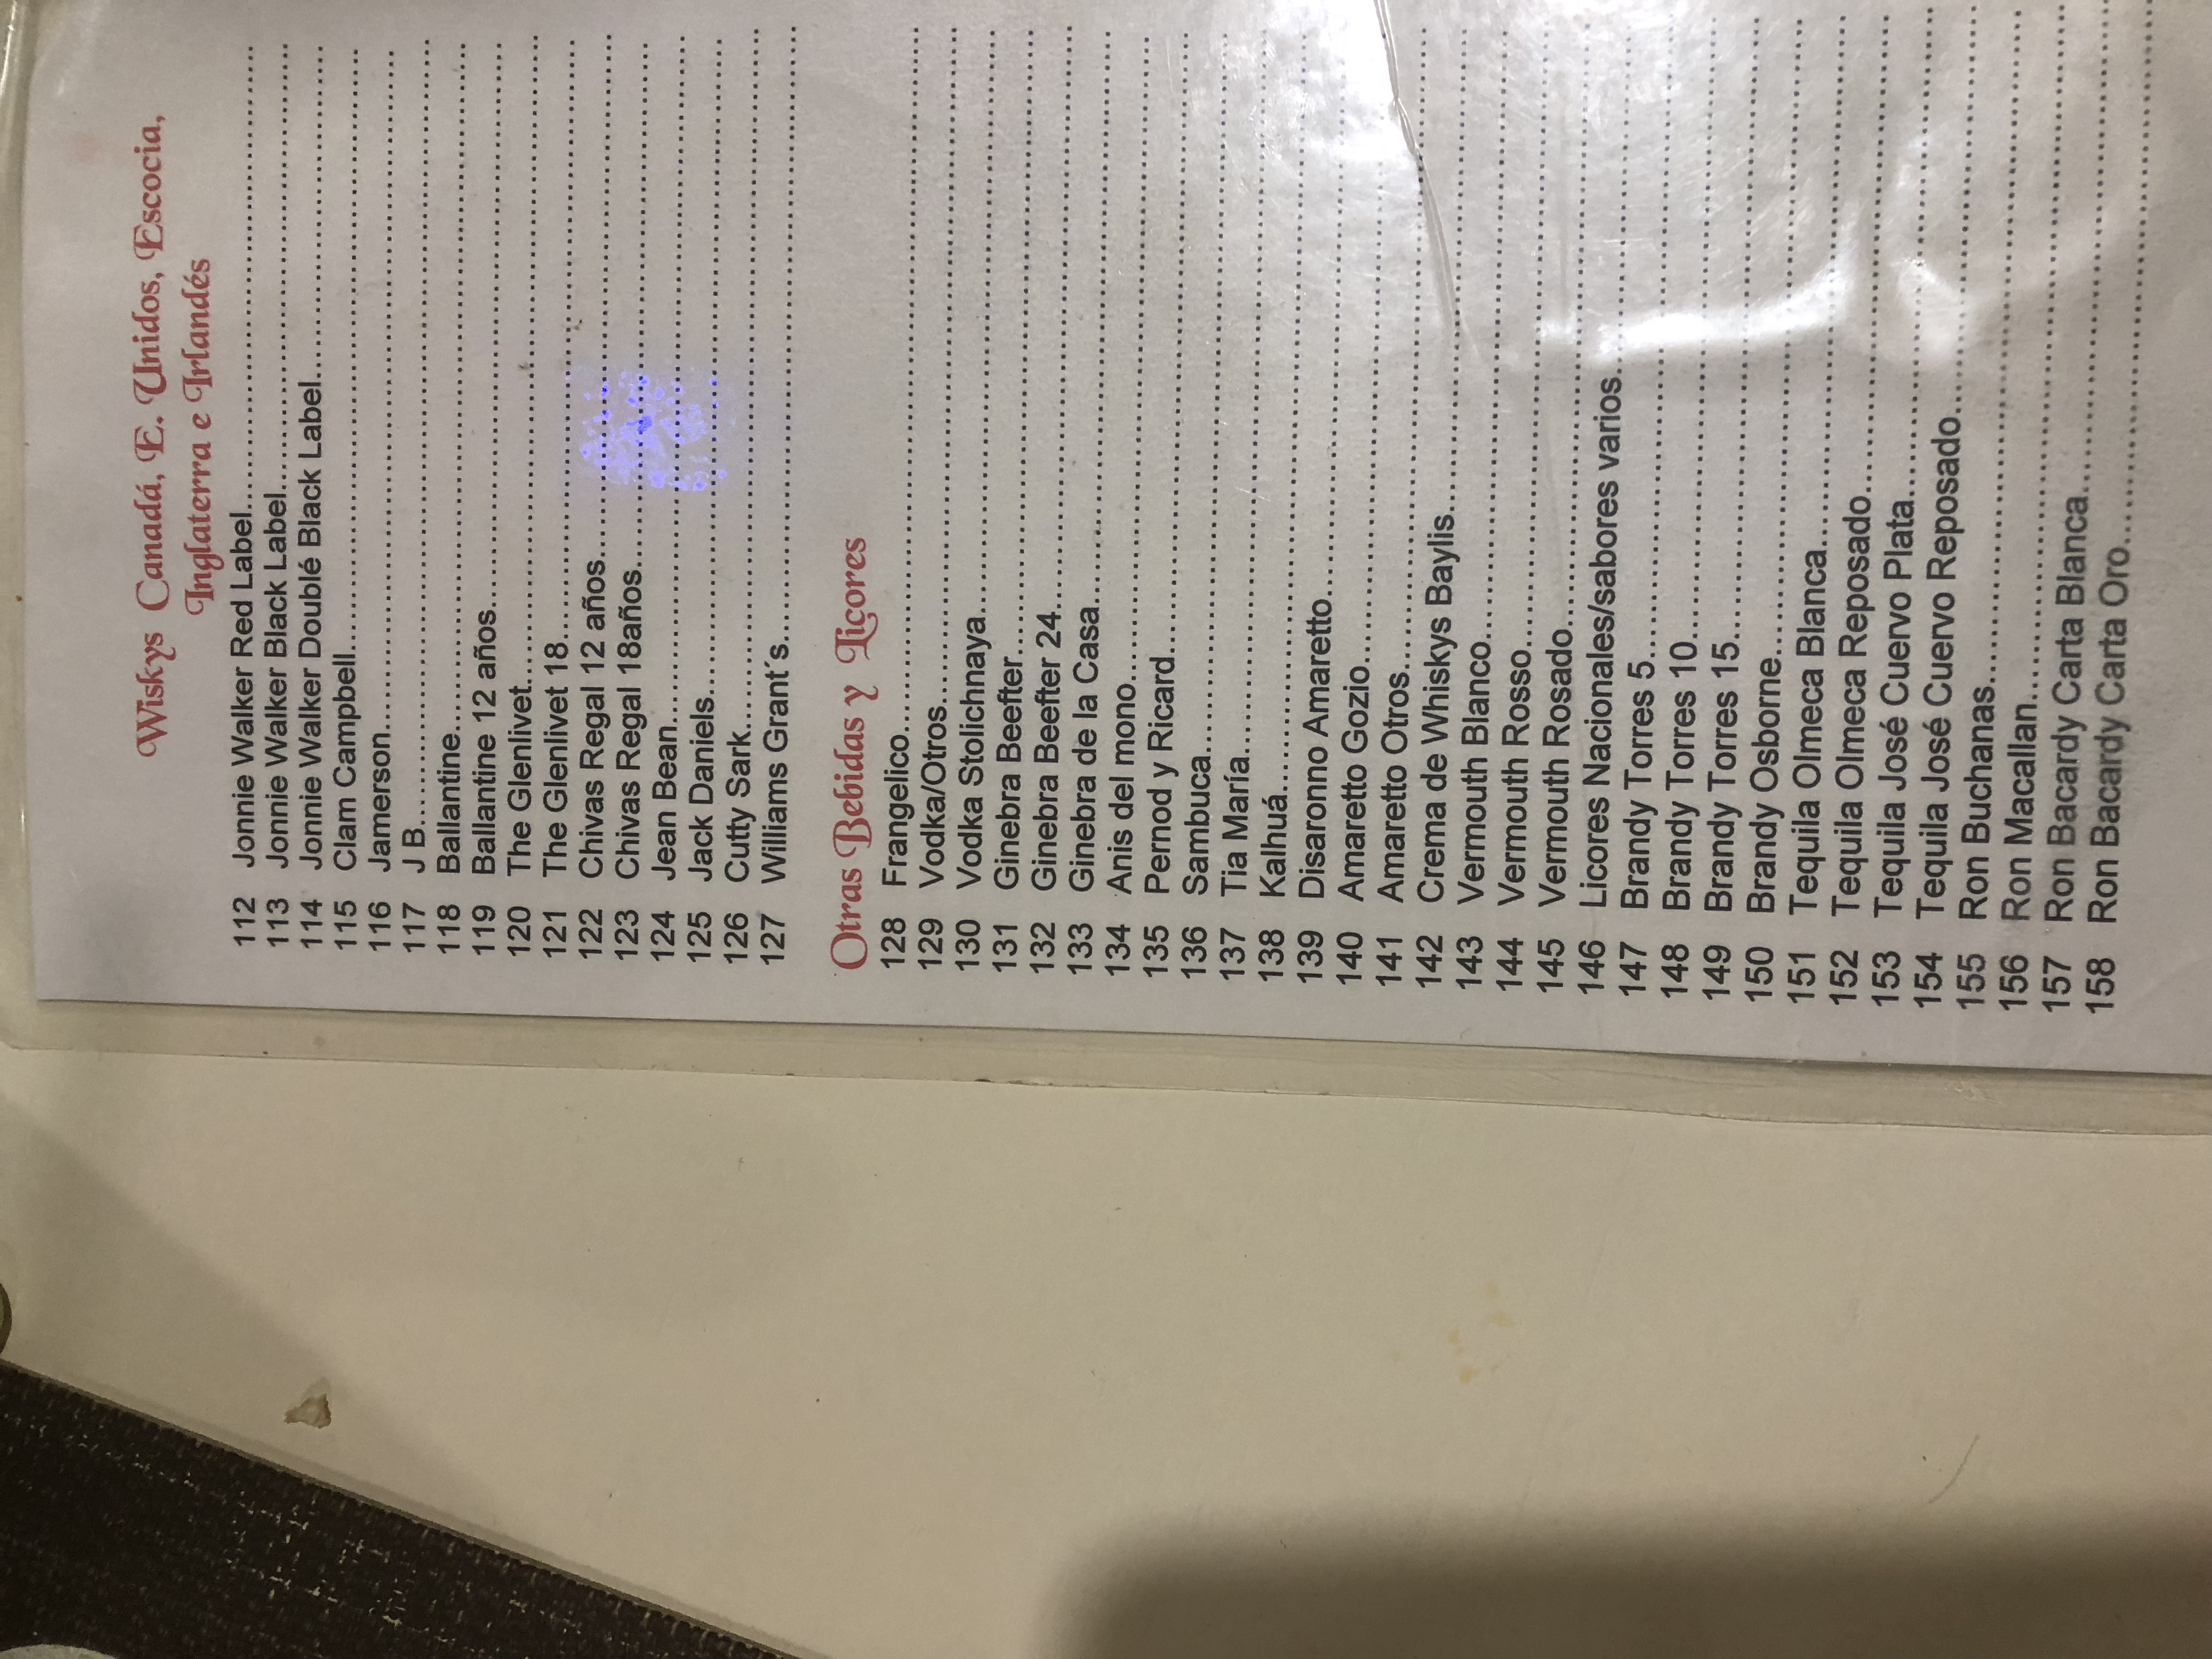 Wiskys Canadá, E. Unidos, Escocia,
Inglaterra e Irlandés
112 Jonnie Walker Red Label...........................................
113 Jonnie Walker Black Label.........................................
114 Jonnie Walker Doublé Black Label...............................
115 Clam Campbell.......................................................
116 Jamerson..............................................................
117 J B.......................................................................
118 Ballantine...............................................................
119 Ballantine 12 años....................................................
120 The Glenlivet..........................................................
121 The Glenlivet 18......................................................
122 Chivas Regal 12 años...............................................
123 Chivas Regal 18años................................................
124 Jean Bean..............................................................
125 Jack Daniels...........................................................
126 Cutty Sark..............................................................
127 Williams Grant´s......................................................
Otras Bebidas y Licores
128 Frangelico..............................................................
129 Vodka/Otros...........................................................
130 Vodka Stolichnaya...................................................
131 Ginebra Beefter.......................................................
132 Ginebra Beefter 24...................................................
133 Ginebra de la Casa...................................................
134 Anis del mono.........................................................
135 Pernod y Ricard.......................................................
136 Sambuca................................................................
137 Tia María................................................................
138 Kalhuá...................................................................
139 Disaronno Amaretto..................................................
140 Amaretto Gozio.......................................................
141 Amaretto Otros........................................................
142 Crema de Whiskys Baylis..........................................
143 Vermouth Blanco.....................................................
144 Vermouth Rosso......................................................
145 Vermouth Rosado....................................................
146 Licores Nacionales/sabores varios..............................
147 Brandy Torres 5.......................................................
148 Brandy Torres 10.....................................................
149 Brandy Torres 15.....................................................
150 Brandy Osborne......................................................
151 Tequila Olmeca Blanca.............................................
152 Tequila Olmeca Reposado........................................
153 Tequila José Cuervo Plata.........................................
154 Tequila José Cuervo Reposado..................................
155 Ron Buchanas.........................................................
156 Ron Macallan..........................................................
157 Ron Bacardy Carta Blanca........................................
158 Ron Bacardy Carta Oro.............................................